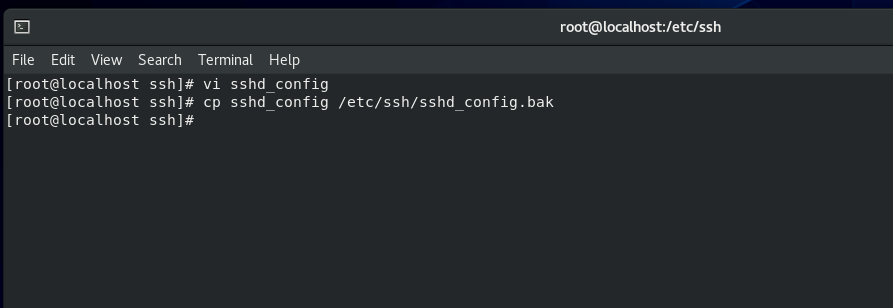 root@localhost:/etc/ssh
File Edit View Search Terminal Help
[root@localhost ssh]# vi sshd_config
[root@localhost ssh]# cp sshd_config /etc/ssh/sshd_config.bak
[root@localhost ssh]#